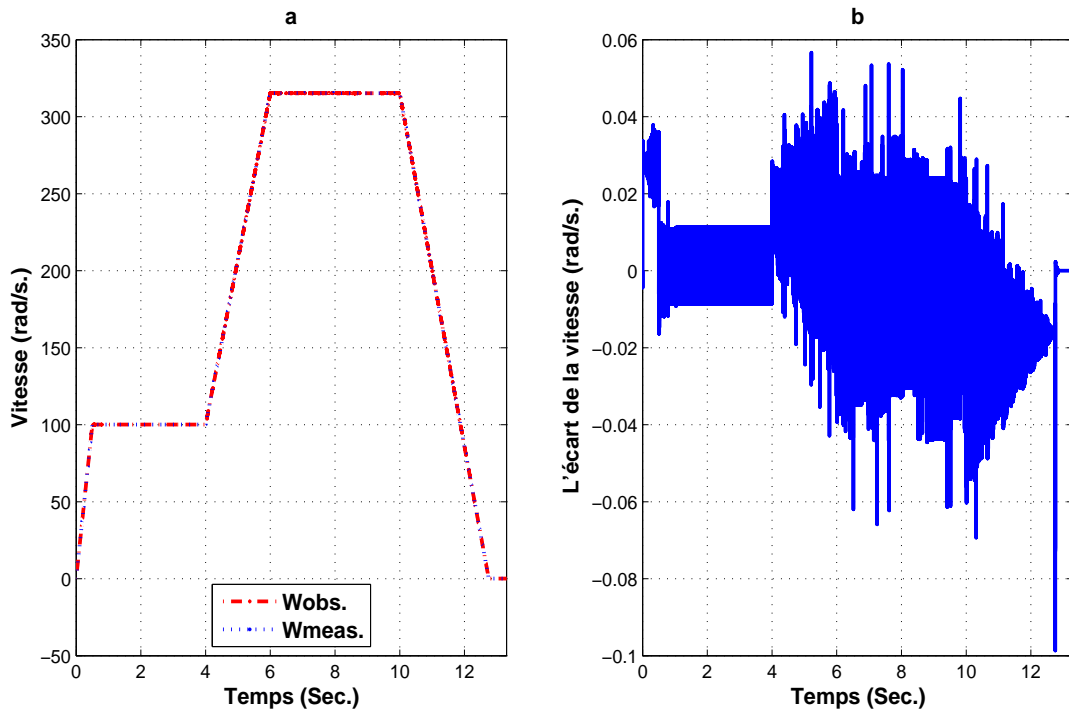 a
350
300
250
200
150
100
50
0
−50
0 2 4 6 8 10 12
Vitesse (rad/s.)
Temps (Sec.)
Wobs.
Wmeas.
b
0.06
0.04
0.02
0
−0.02
−0.04
−0.06
−0.08
−0.1
0 2 4 6 8 10 12
L'écart de la vitesse (rad/s.)
Temps (Sec.)